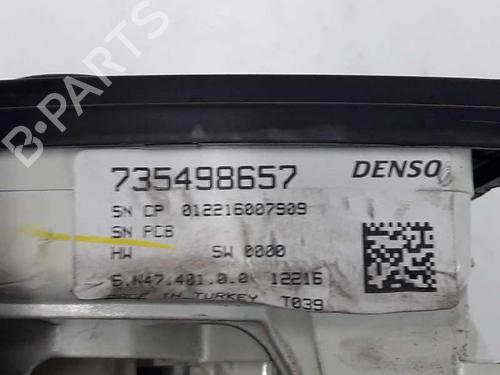 B-PARTS
735498657 DENSO
SN CP 012216007909
SN PCB
HW SW 0000
6.N47.401.0.0 12216
MADE IN TURKEY T039